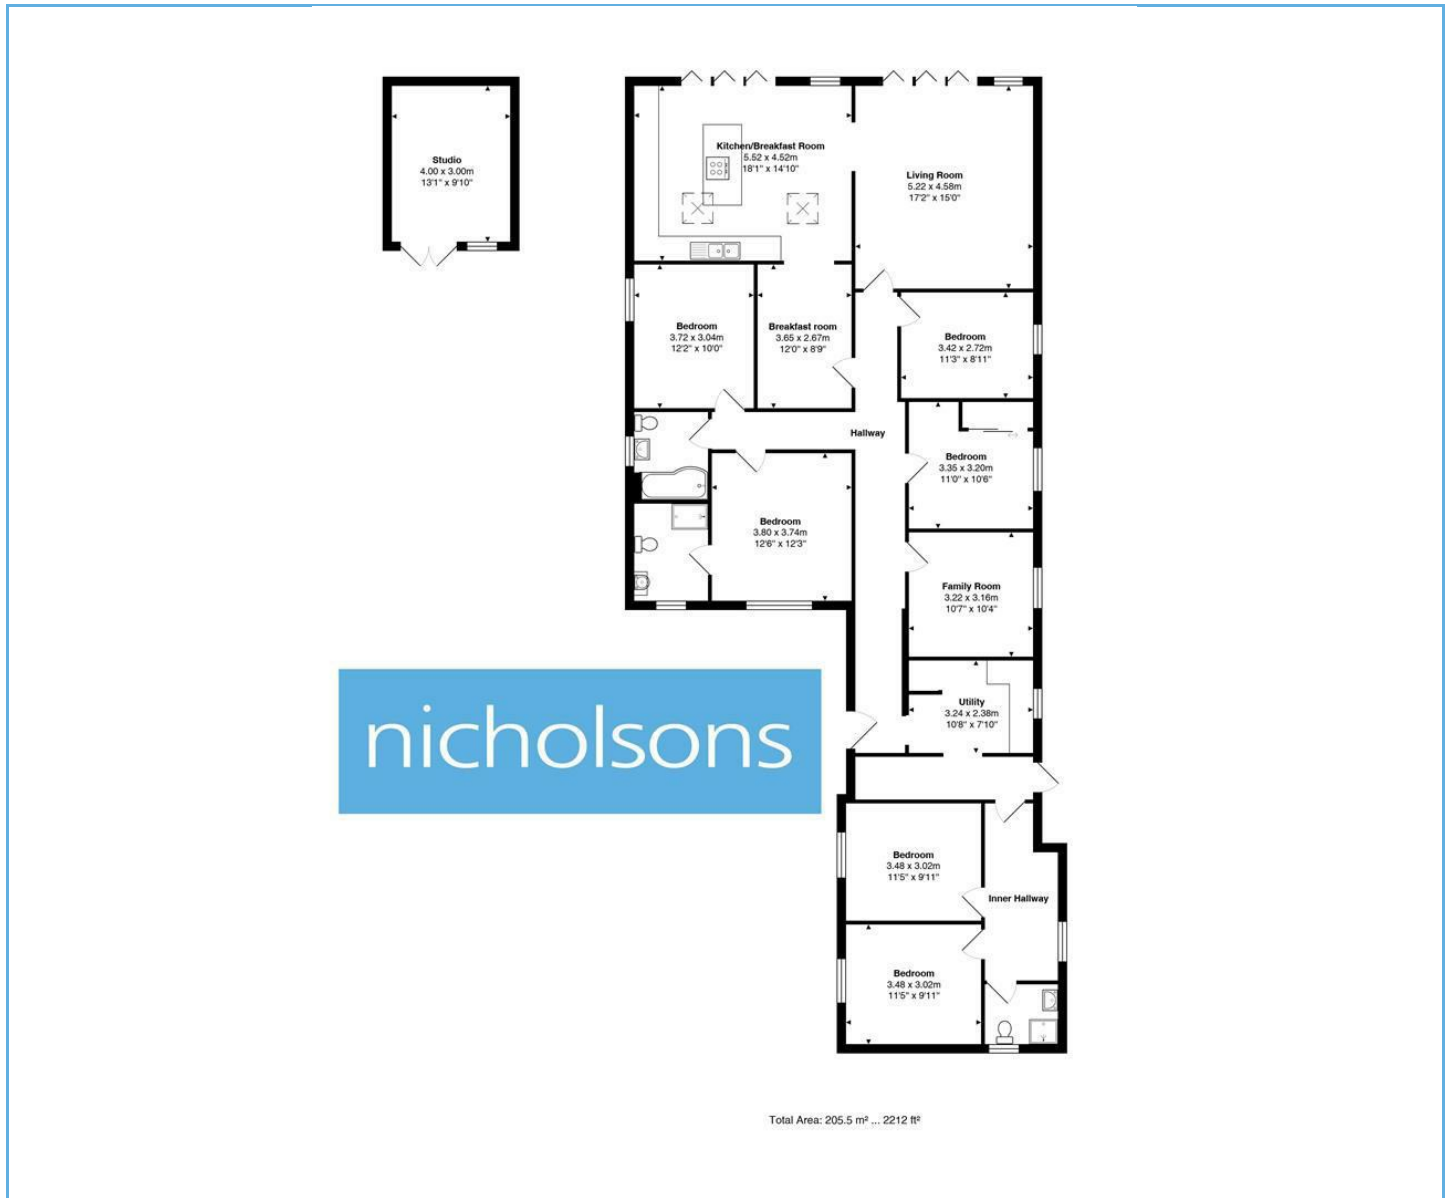 Studio
4.00 x 3.00m
13'1" x 9'10"
Kitchen/Breakfast Room
5.52 x 4.52m
18'1" x 14'10"
Living Room
5.22 x 4.58m
17'2" x 15'0"
Bedroom
3.72 x 3.04m
12'2" x 10'0"
Breakfast room
3.65 x 2.67m
12'0" x 8'9"
Bedroom
3.42 x 2.72m
11'3" x 8'11"
Hallway
Bedroom
3.35 x 3.20m
11'0" x 10'6"
Bedroom
3.80 x 3.74m
12'6" x 12'3"
Family Room
3.22 x 3.16m
10'7" x 10'4"
nicholsons
Utility
3.24 x 2.38m
10'8" x 7'10"
Bedroom
3.48 x 3.02m
11'5" x 9'11"
Inner Hallway
Bedroom
3.48 x 3.02m
11'5" x 9'11"
Total Area: 205.5 m² ... 2212 ft²